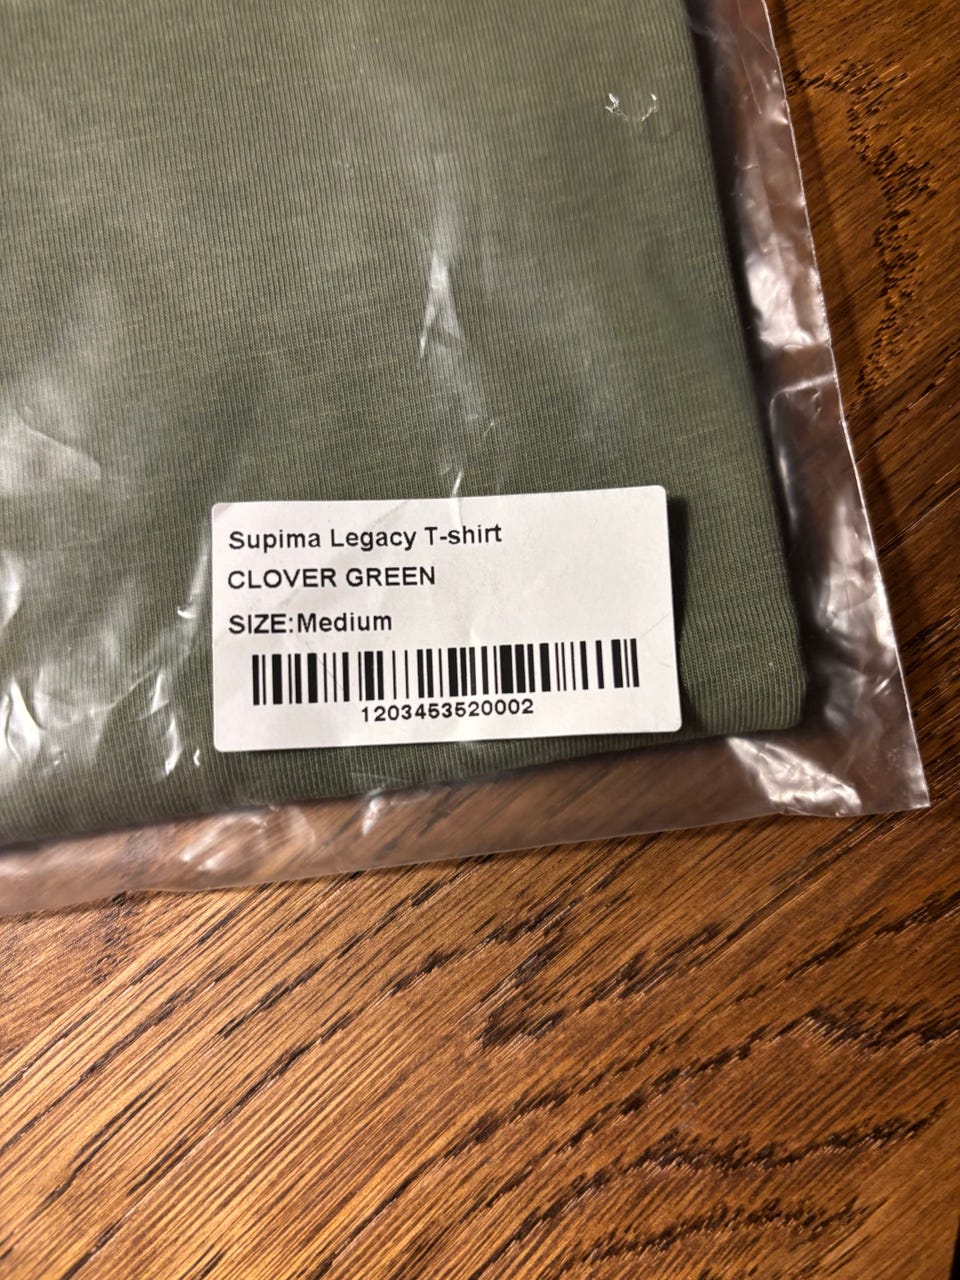 Supima Legacy T-shirt
CLOVER GREEN
SIZE:Medium
1203453520002